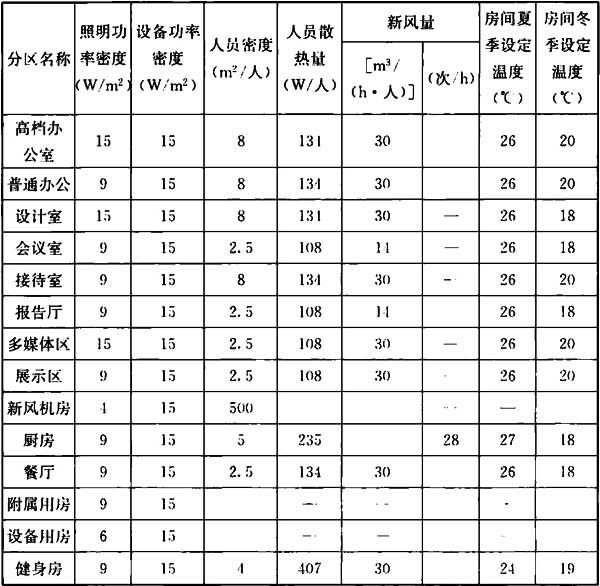 分区名称 照明功率密度(W/m²) 设备功率密度(W/m²) 人员密度(m²/人) 人员散热量(W/人) 新风量 [m³/(h·人)] (次/h) 房间夏季设定温度(℃) 房间冬季设定温度(℃)
高档办公室 15 15 8 134 30 26 20
普通办公 9 15 8 134 30 26 20
设计室 15 15 8 134 30 — 26 18
会议室 9 15 2.5 108 14 — 26 18
接待室 9 15 8 134 30 - 26 20
报告厅 9 15 2.5 108 14 26 18
多媒体区 15 15 2.5 108 30 — 26 20
展示区 9 15 2.5 108 30 26 20
新风机房 4 15 500 — —
厨房 9 15 5 235 28 27 18
餐厅 9 15 2.5 134 30 26 18
附属用房 9 15 — - - -
设备用房 6 15 — — -
健身房 9 15 4 407 30 24 19